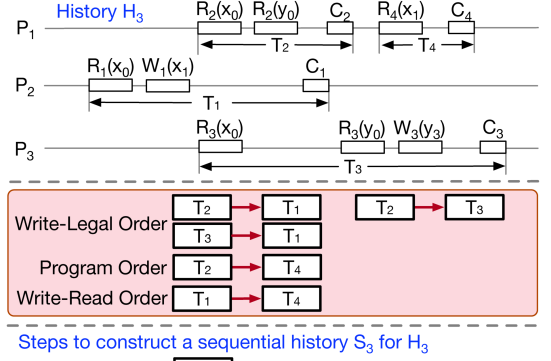 History H₃
P₁ R₂(x₀) R₂(y₀) C₂ R₄(x₁) C₄
T₂ T₄
P₂ R₁(x₀) W₁(x₁) C₁
T₁
P₃ R₃(x₀) R₃(y₀) W₃(y₃) C₃
T₃
Write-Legal Order T₂ T₁ T₂ T₃
T₃ T₁
Program Order T₂ T₄
Write-Read Order T₁ T₄
Steps to construct a sequential history S₃ for H₃